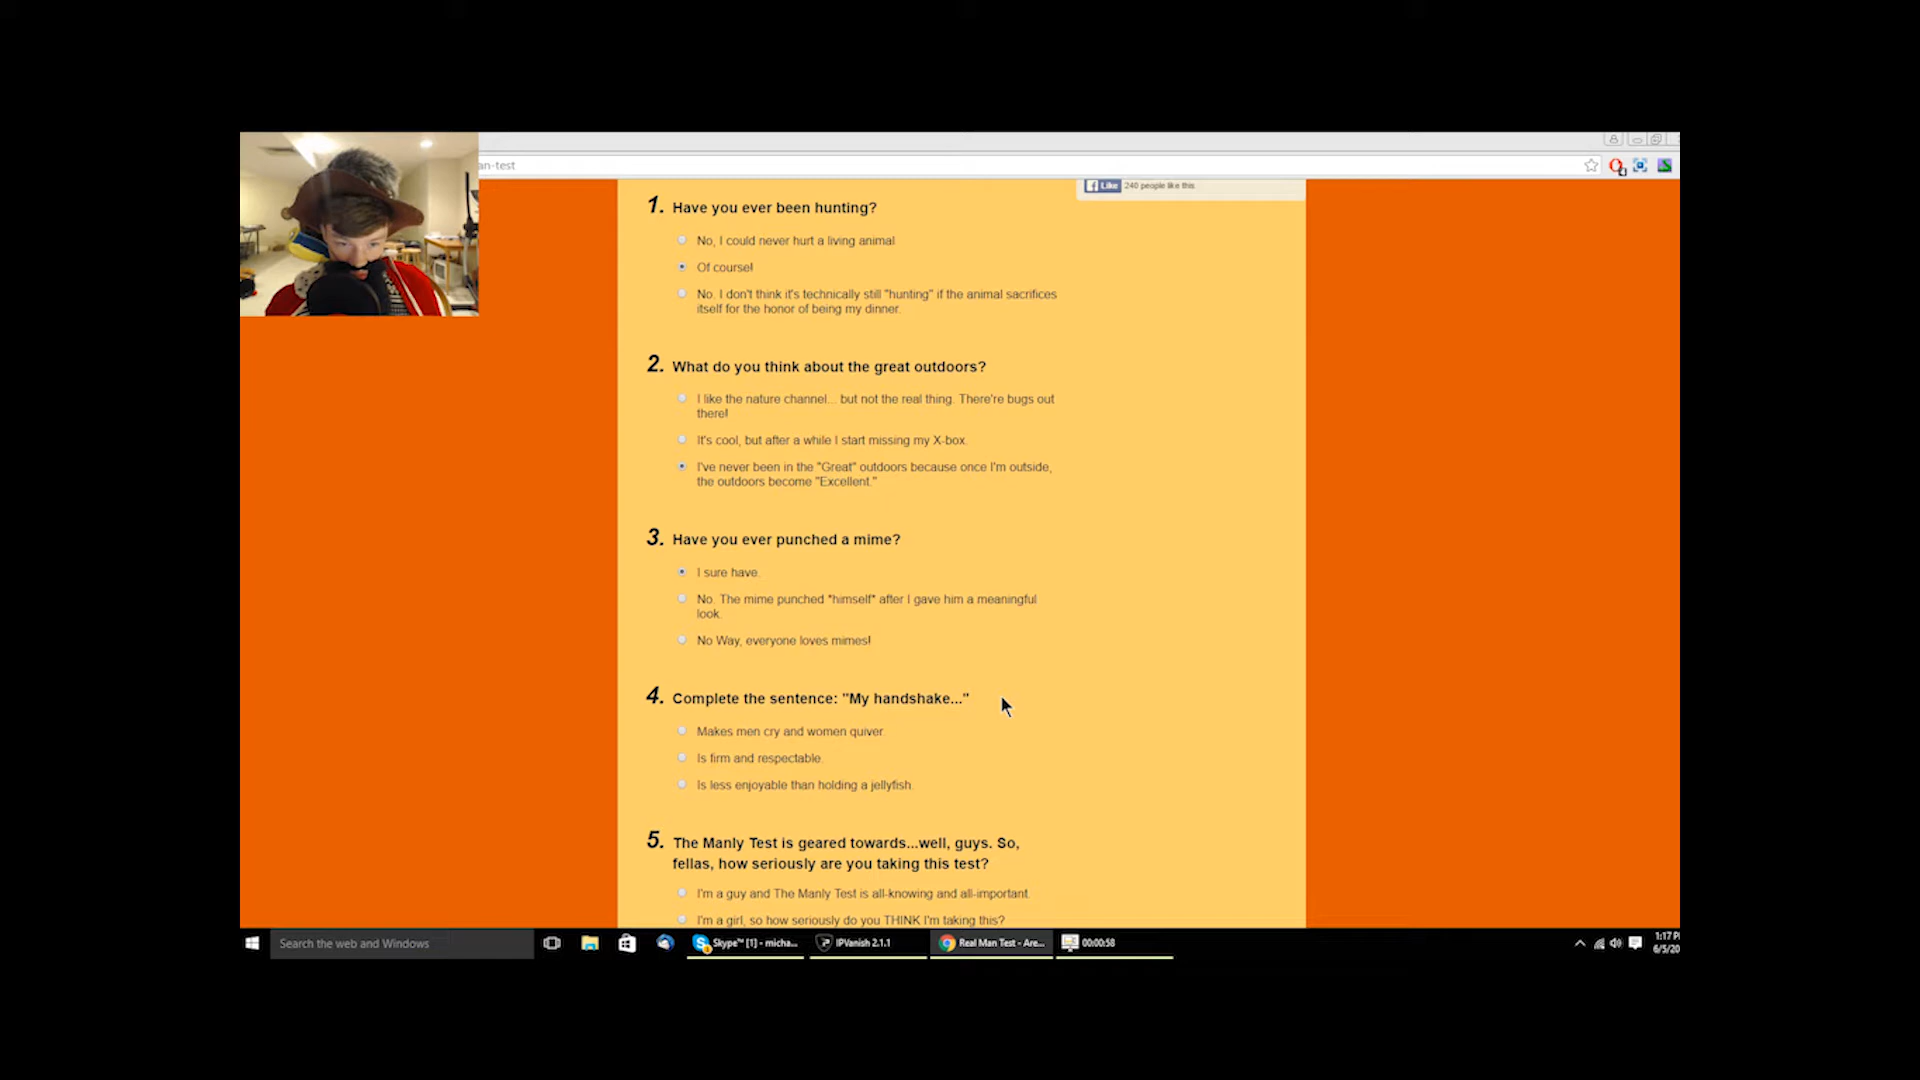 an-test
Like 240 people like this
1. Have you ever been hunting?
No, I could never hurt a living animal
Of course!
No. I don't think it's technically still "hunting" if the animal sacrifices
itself for the honor of being my dinner.
2. What do you think about the great outdoors?
I like the nature channel... but not the real thing. There're bugs out
there!
It's cool, but after a while I start missing my X-box.
I've never been in the "Great" outdoors because once I'm outside,
the outdoors become "Excellent."
3. Have you ever punched a mime?
I sure have.
No. The mime punched *himself* after I gave him a meaningful
look.
No Way, everyone loves mimes!
4. Complete the sentence: "My handshake..."
Makes men cry and women quiver.
Is firm and respectable.
Is less enjoyable than holding a jellyfish.
5. The Manly Test is geared towards...well, guys. So,
fellas, how seriously are you taking this test?
I'm a guy and The Manly Test is all-knowing and all-important.
I'm a girl, so how seriously do you THINK I'm taking this?
Search the web and Windows
Skype™ [1] - micha...
IPVanish 2.1.1
Real Man Test - Are...
00:00:58
1:17 P
6/5/20